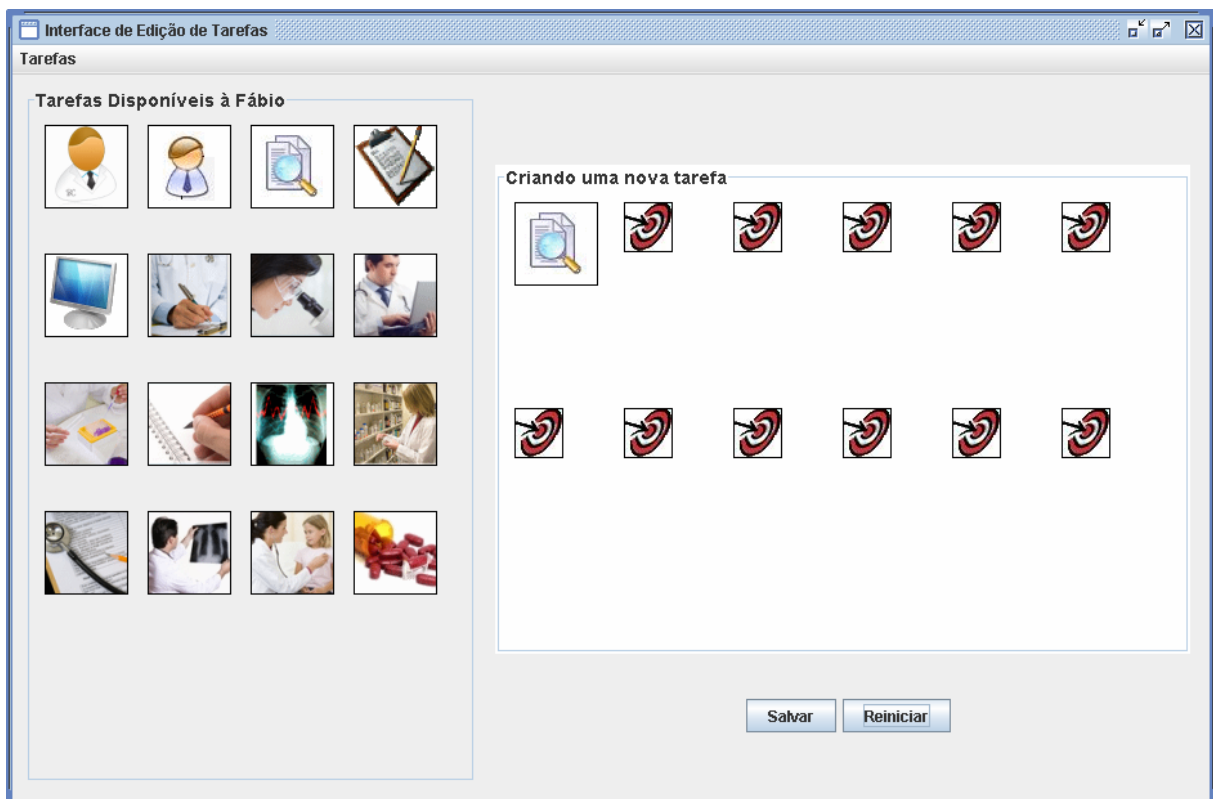 Interface de Edição de Tarefas
Tarefas
Tarefas Disponíveis à Fábio
Criando uma nova tarefa
Salvar
Reiniciar